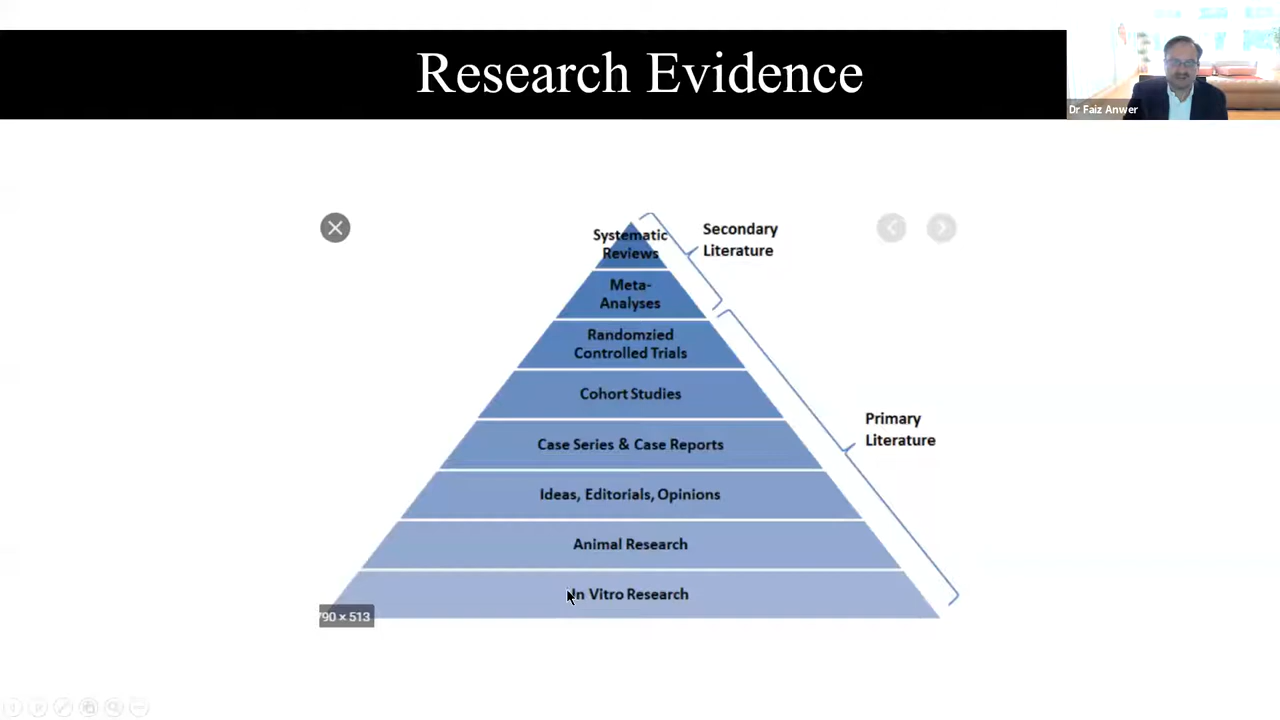 Research Evidence
Dr Faiz Anwer
Systematic
Reviews
Meta-
Analyses
Randomzied
Controlled Trials
Cohort Studies
Case Series & Case Reports
Ideas, Editorials, Opinions
Animal Research
In Vitro Research
Secondary
Literature
Primary
Literature
790 × 513